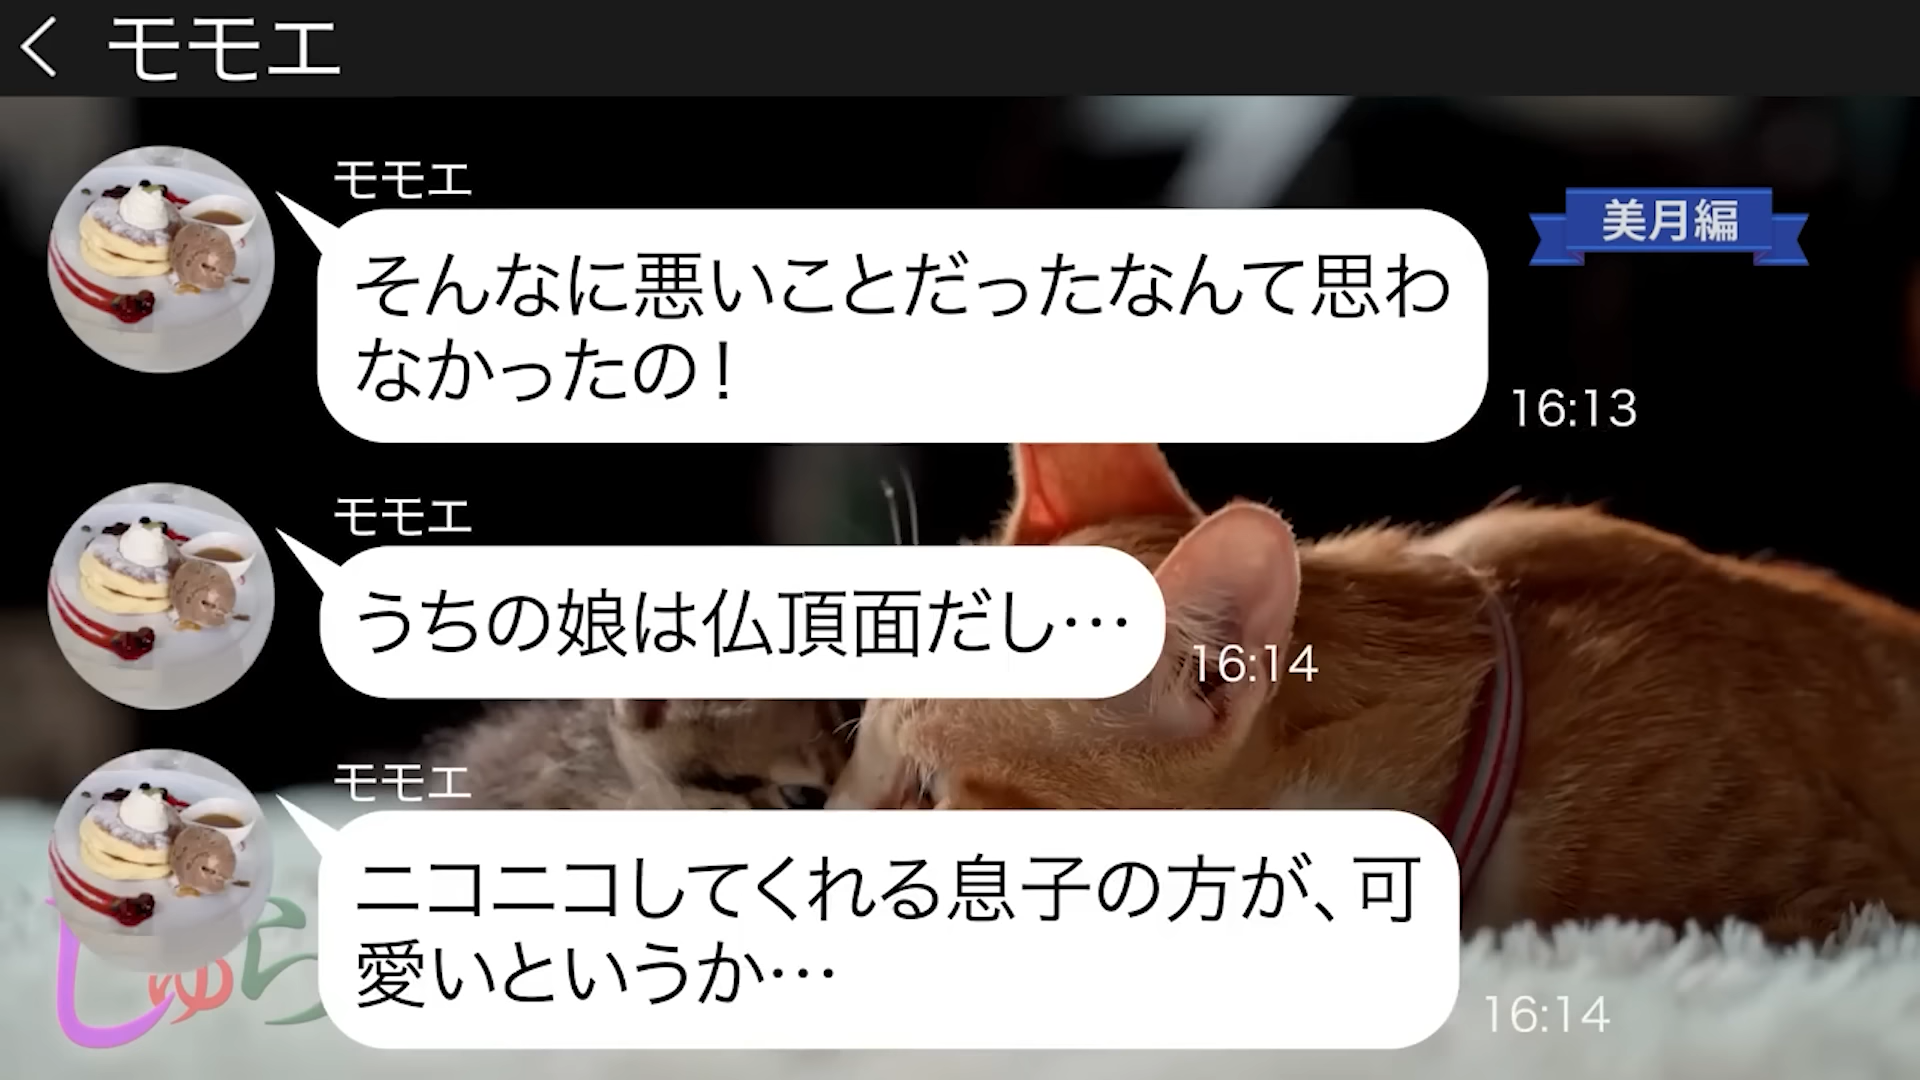 モモエ
モモエ
美月編
そんなに悪いことだったなんて思わ
なかったの！
16:13
モモエ
うちの娘は仏頂面だし…
16:14
モモエ
ニコニコしてくれる息子の方が、可
愛いというか…
16:14
しゅら